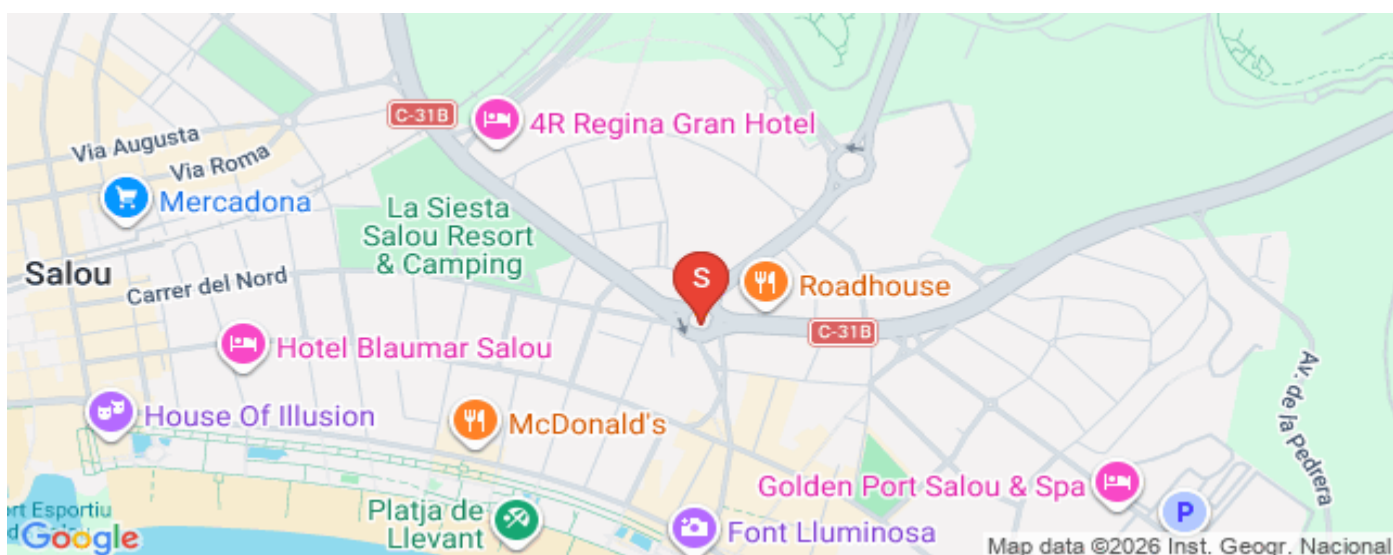 C-31B
4R Regina Gran Hotel
Via Augusta
Via Roma
Mercadona
La Siesta
Salou Resort
& Camping
Salou
Carrer del Nord
S
Roadhouse
C-31B
Hotel Blaumar Salou
Av. de la Pedrera
House Of Illusion
McDonald's
Golden Port Salou & Spa
P
Platja de
Llevant
Font Lluminosa
rt Esportiu
Google
Map data ©2026 Inst. Geogr. Nacional